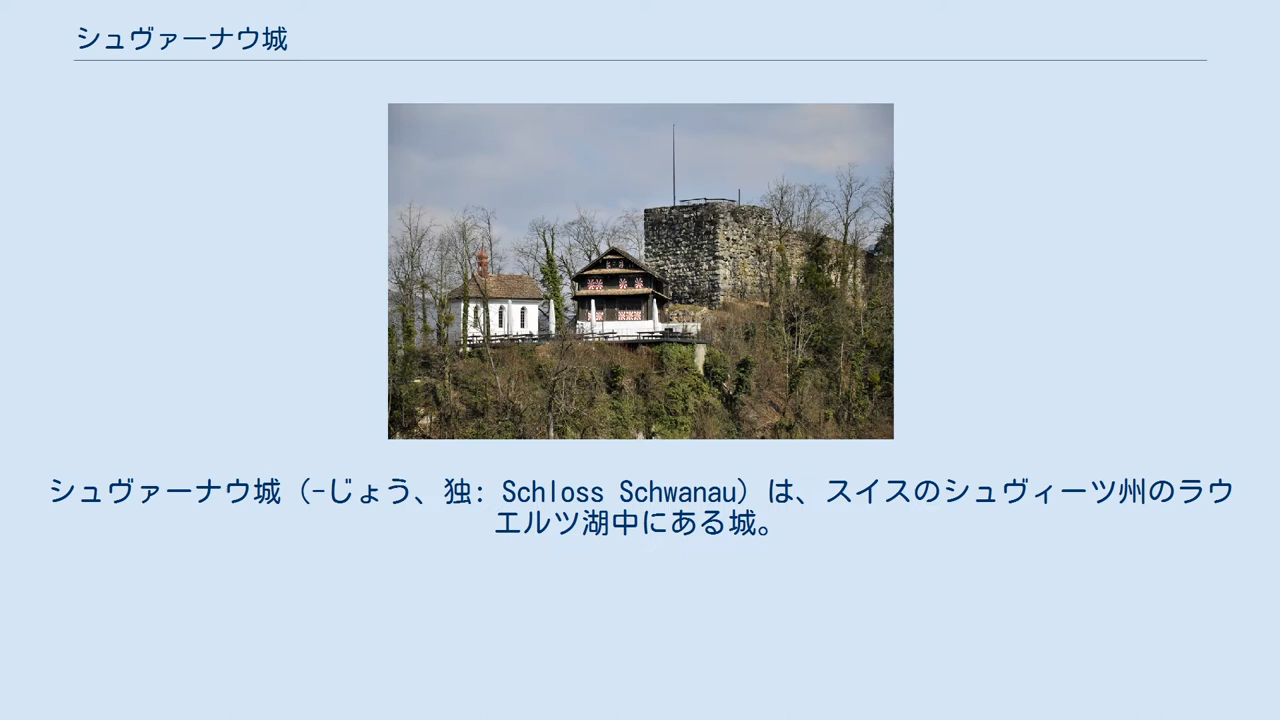 シュヴァーナウ城
シュヴァーナウ城（-じょう、独: Schloss Schwanau）は、スイスのシュヴィーツ州のラウ
エルツ湖中にある城。